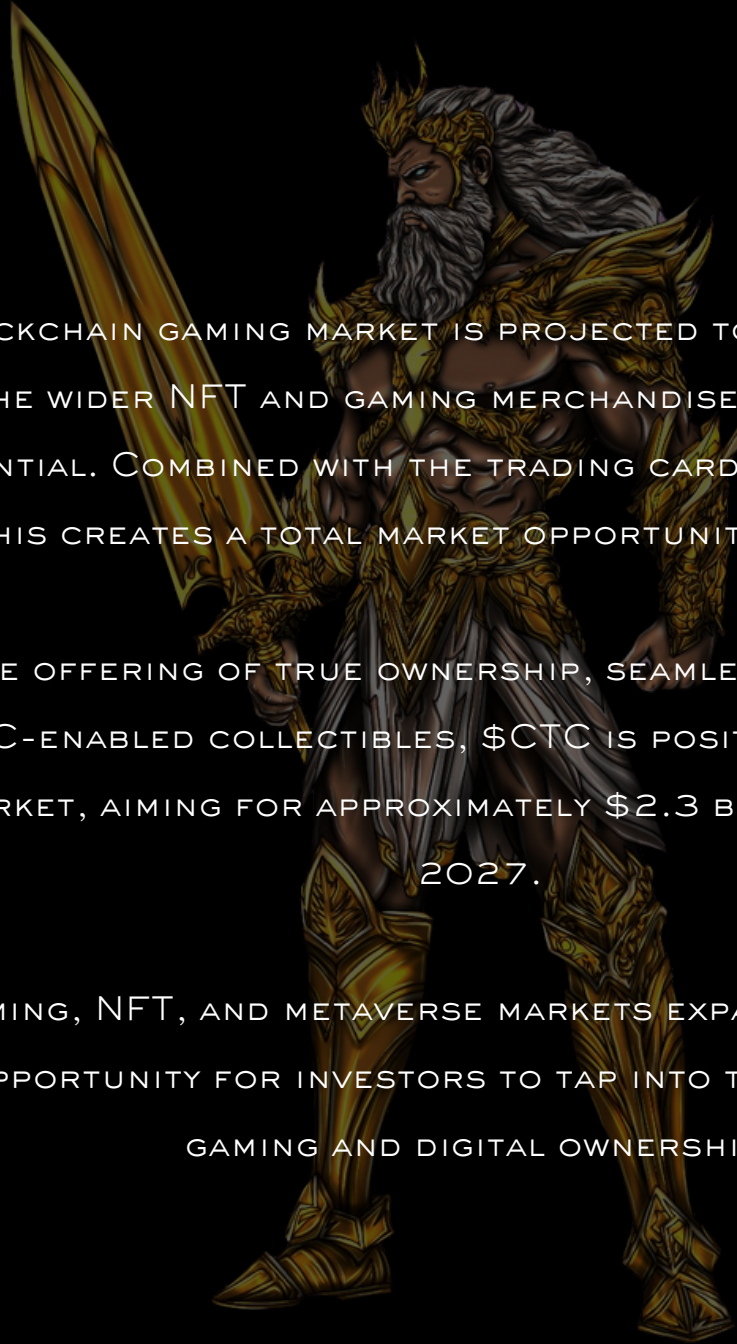 CKCHAIN GAMING MARKET IS PROJECTED TO
HE WIDER NFT AND GAMING MERCHANDISE
NTIAL. COMBINED WITH THE TRADING CARD
HIS CREATES A TOTAL MARKET OPPORTUNIT
E OFFERING OF TRUE OWNERSHIP, SEAMLE
C-ENABLED COLLECTIBLES, $CTC IS POSIT
RKET, AIMING FOR APPROXIMATELY $2.3 B
2027.
MING, NFT, AND METAVERSE MARKETS EXPA
PPORTUNITY FOR INVESTORS TO TAP INTO T
GAMING AND DIGITAL OWNERSHI